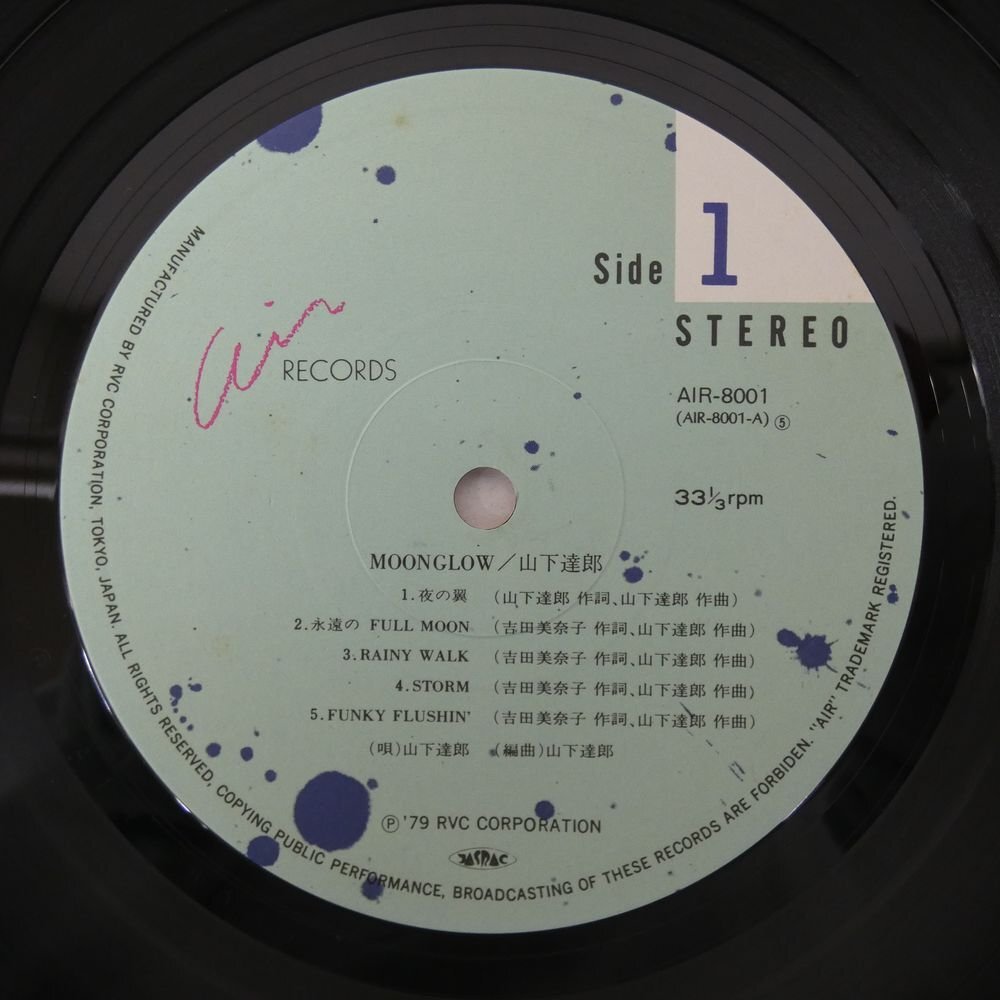 Side 1
STEREO
air RECORDS
AIR-8001
(AIR-8001-A) ⑤
33⅓rpm
MOONGLOW／山下達郎
1.夜の翼 (山下達郎 作詞、山下達郎 作曲)
2.永遠の FULL MOON (吉田美奈子 作詞、山下達郎 作曲)
3.RAINY WALK (吉田美奈子 作詞、山下達郎 作曲)
4.STORM (吉田美奈子 作詞、山下達郎 作曲)
5.FUNKY FLUSHIN' (吉田美奈子 作詞、山下達郎 作曲)
(唄)山下達郎 (編曲)山下達郎
Ⓟ '79 RVC CORPORATION
JASRAC
MANUFACTURED BY RVC CORPORATION, TOKYO, JAPAN. ALL RIGHTS RESERVED, COPYING PUBLIC PERFORMANCE, BROADCASTING OF THESE RECORDS ARE FORBIDDEN. "AIR" TRADEMARK REGISTERED.